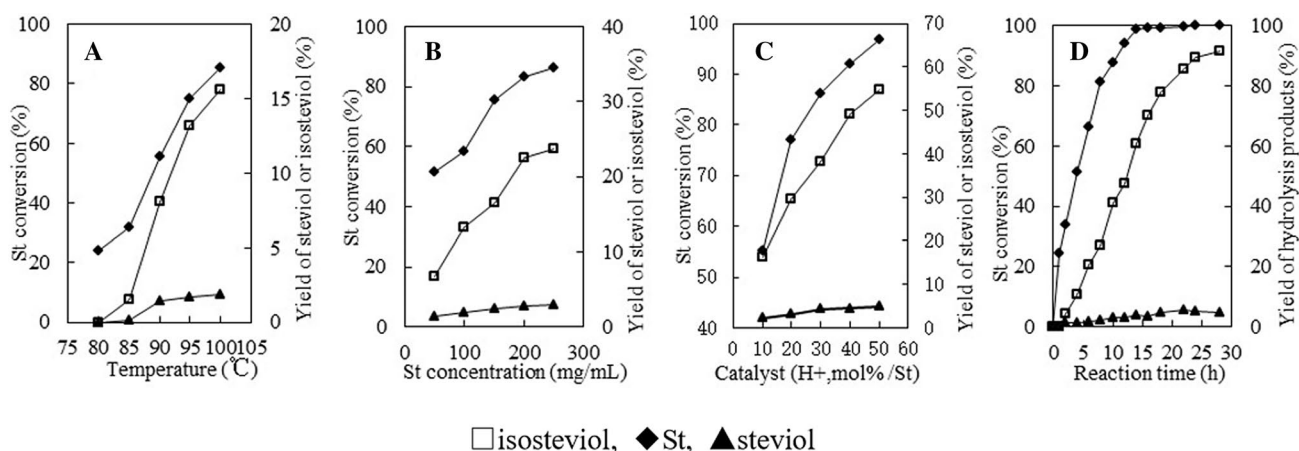 A
St conversion (%)
100
80
60
40
20
0
20
15
10
5
0
Yield of steviol or isosteviol (%)
75 80 85 90 95 100 105
Temperature (℃)
B
St conversion (%)
100
80
60
40
20
0
40
30
20
10
0
Yield of steviol or isosteviol (%)
0 100 200 300
St concentration (mg/mL)
C
St conversion (%)
100
90
80
70
60
50
40
70
60
50
40
30
20
10
0
Yield of steviol or isosteviol (%)
0 10 20 30 40 50 60
Catalyst (H+,mol% /St)
D
St conversion (%)
100
80
60
40
20
0
100
80
60
40
20
0
Yield of hydrolysis products (%)
0 5 10 15 20 25 30
Reaction time (h)
isosteviol, St, steviol